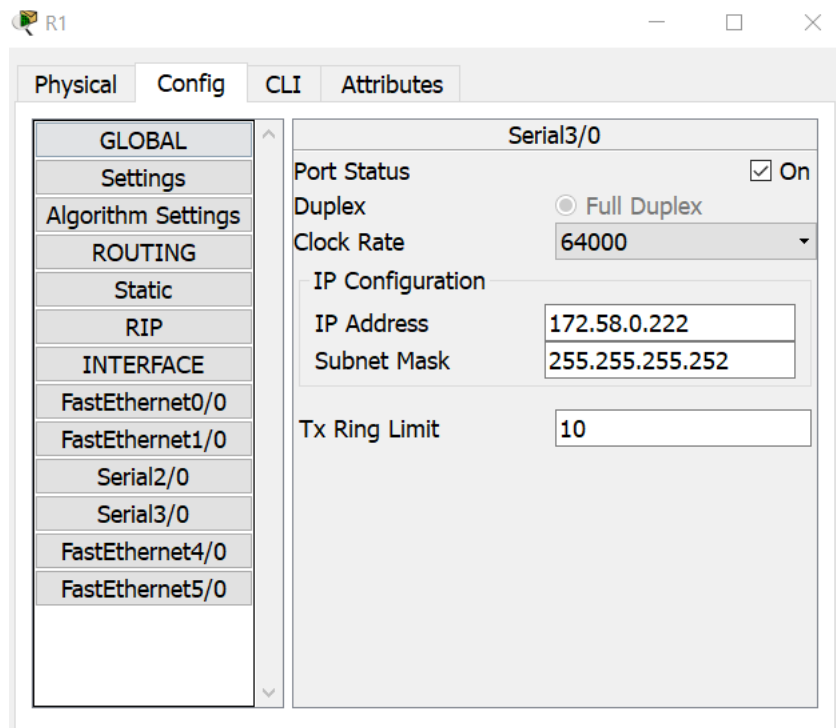 R1
Physical Config CLI Attributes
GLOBAL
Settings
Algorithm Settings
ROUTING
Static
RIP
INTERFACE
FastEthernet0/0
FastEthernet1/0
Serial2/0
Serial3/0
FastEthernet4/0
FastEthernet5/0
Serial3/0
Port Status On
Duplex Full Duplex
Clock Rate 64000
IP Configuration
IP Address 172.58.0.222
Subnet Mask 255.255.255.252
Tx Ring Limit 10